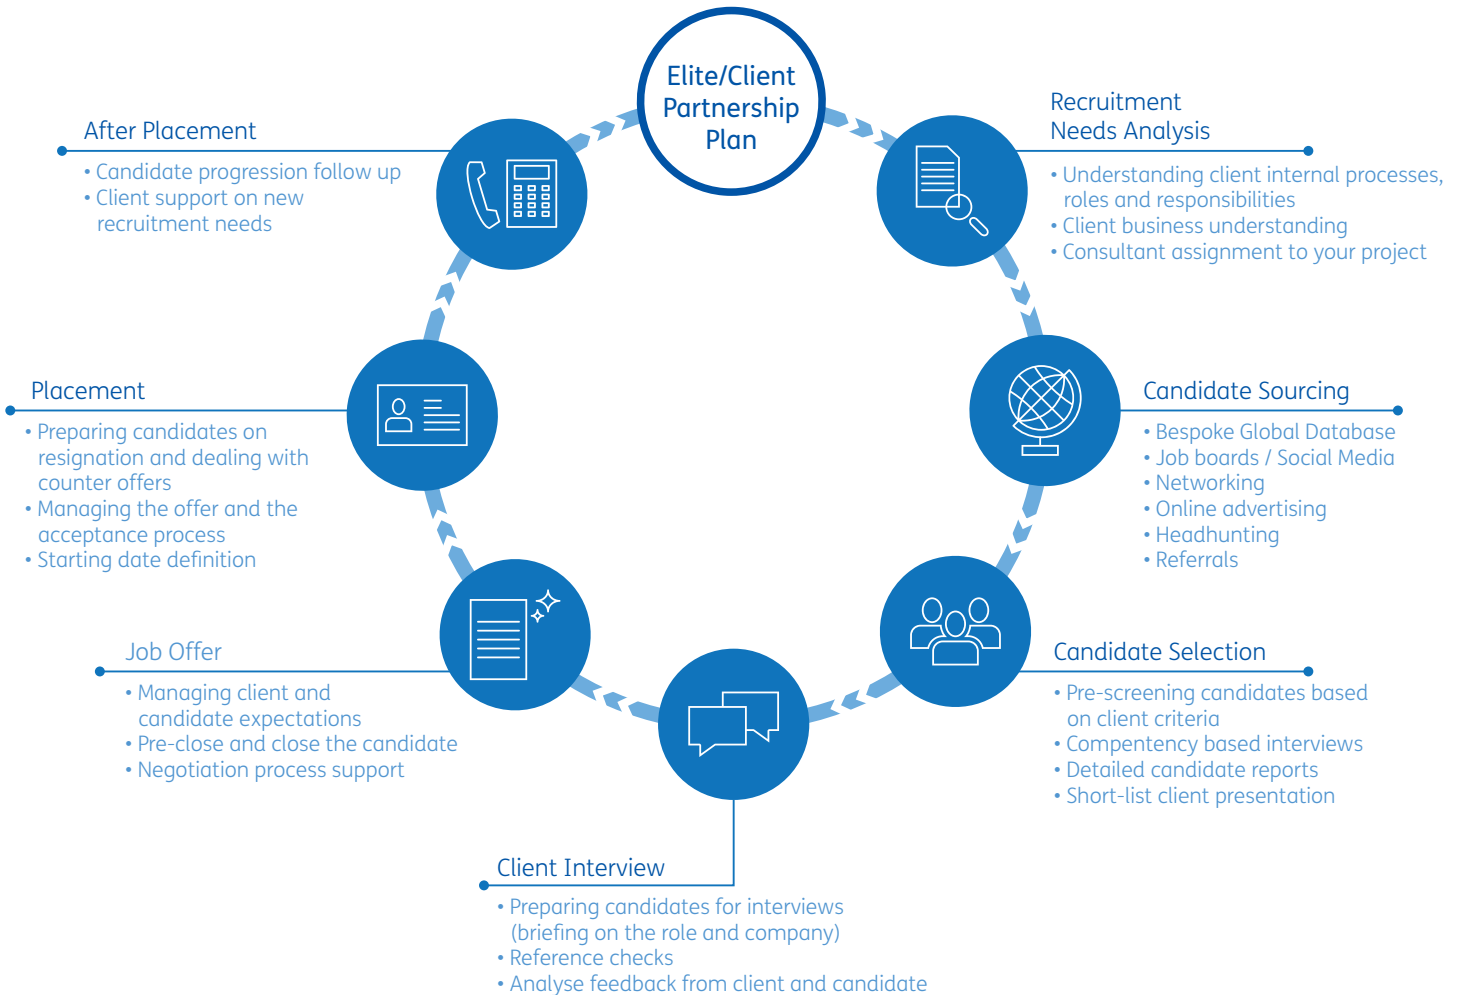 Elite/Client
Partnership
Plan
Recruitment
Needs Analysis
• Understanding client internal processes,
roles and responsibilities
• Client business understanding
• Consultant assignment to your project
Candidate Sourcing
• Bespoke Global Database
• Job boards / Social Media
• Networking
• Online advertising
• Headhunting
• Referrals
Candidate Selection
• Pre-screening candidates based
on client criteria
• Compentency based interviews
• Detailed candidate reports
• Short-list client presentation
Client Interview
• Preparing candidates for interviews
(briefing on the role and company)
• Reference checks
• Analyse feedback from client and candidate
Job Offer
• Managing client and
candidate expectations
• Pre-close and close the candidate
• Negotiation process support
Placement
• Preparing candidates on
resignation and dealing with
counter offers
• Managing the offer and the
acceptance process
• Starting date definition
After Placement
• Candidate progression follow up
• Client support on new
recruitment needs